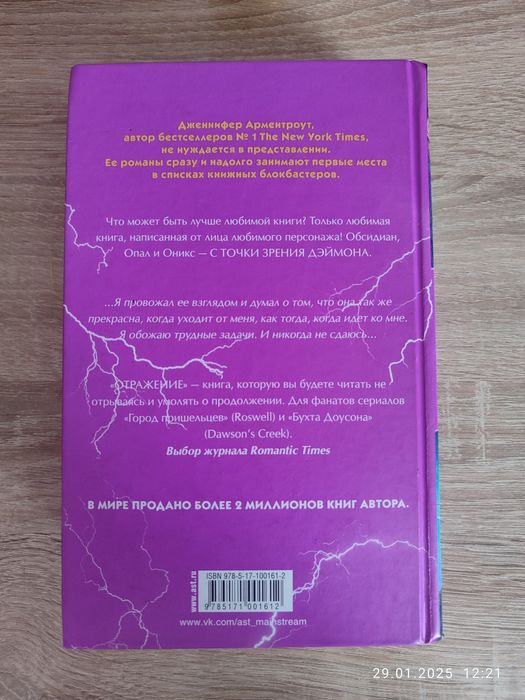 Дженнифер Арментроут,
автор бестселлеров № 1 The New York Times,
не нуждается в представлении.
Ее романы сразу и надолго занимают первые места
в списках книжных блокбастеров.
Что может быть лучше любимой книги? Только любимая
книга, написанная от лица любимого персонажа! Обсидиан,
Опал и Оникс — С ТОЧКИ ЗРЕНИЯ ДЭЙМОНА.
...Я провожал ее взглядом и думал о том, что она так же
прекрасна, когда уходит от меня, как тогда, когда идет ко мне.
Я обожаю трудные задачи. И никогда не сдаюсь...
«ОТРАЖЕНИЕ» — книга, которую вы будете читать не
отрываясь и умолять о продолжении. Для фанатов сериалов
«Город пришельцев» (Roswell) и «Бухта Доусона»
(Dawson's Creek).
Выбор журнала Romantic Times
В МИРЕ ПРОДАНО БОЛЕЕ 2 МИЛЛИОНОВ КНИГ АВТОРА.
www.ast.ru
ISBN 978-5-17-100161-2
9785171001612
www.vk.com/ast_mainstream
29.01.2025 12:21